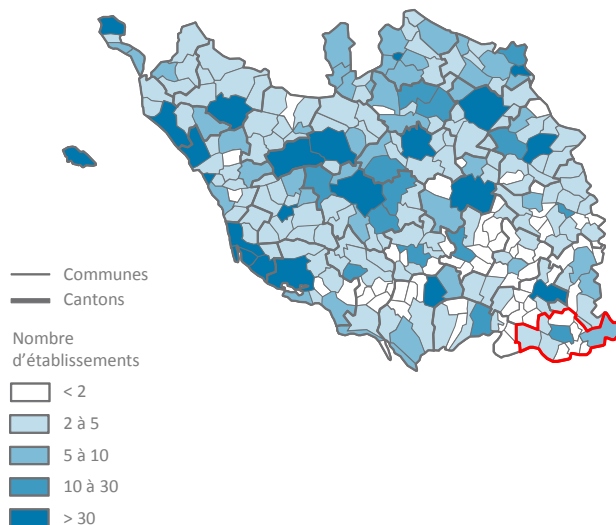 Communes
Cantons
Nombre
d'établissements
< 2
2 à 5
5 à 10
10 à 30
> 30